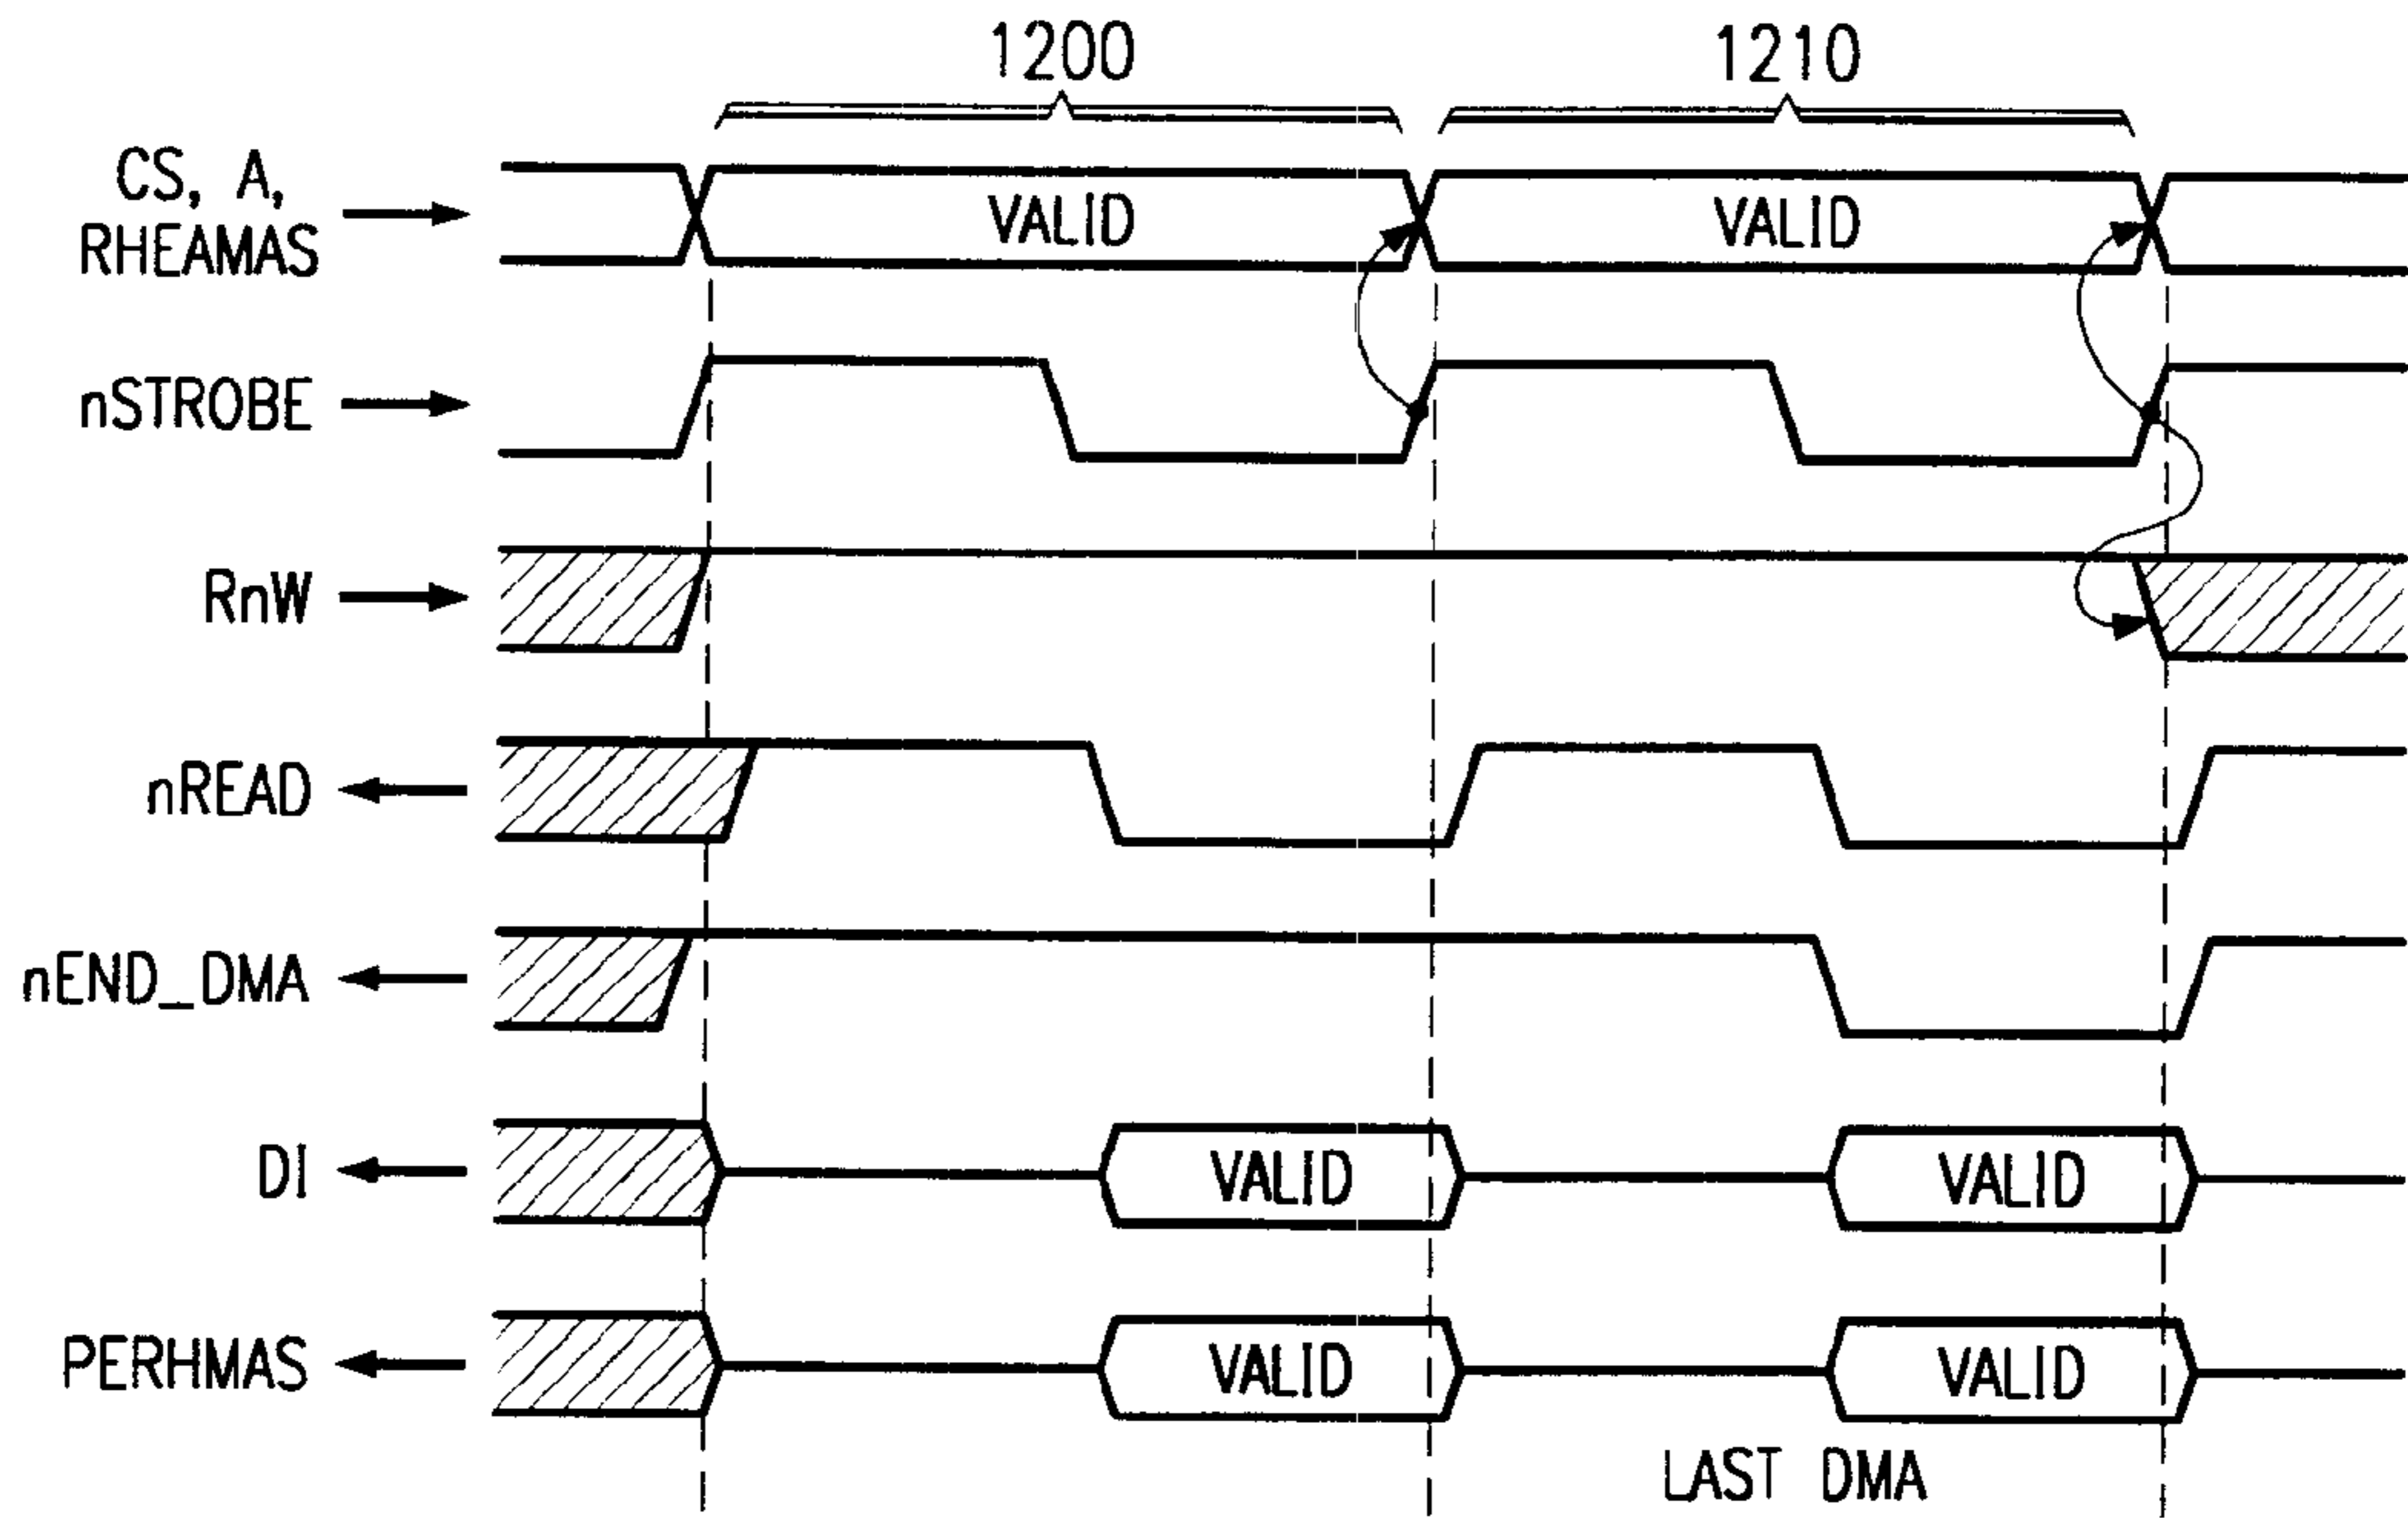 1200
1210
CS, A,
RHEAMAS
VALID
VALID
nSTROBE
RnW
nREAD
nEND_DMA
DI
VALID
VALID
PERHMAS
VALID
VALID
LAST DMA